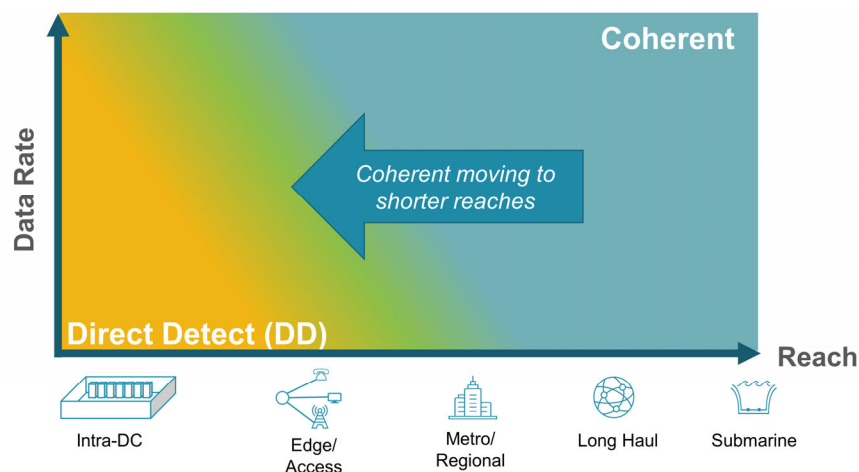 Coherent
Data Rate
Coherent moving to
shorter reaches
Direct Detect (DD)
Reach
Intra-DC
Edge/
Access
Metro/
Regional
Long Haul
Submarine